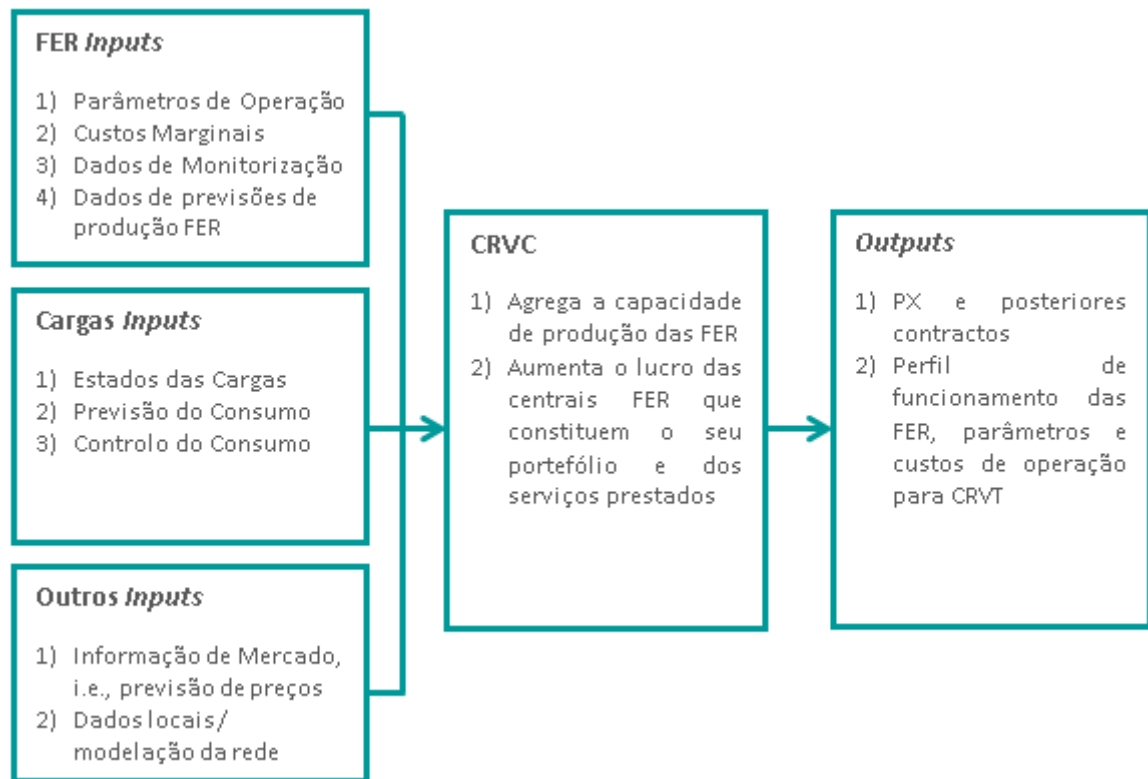 FER Inputs
1) Parâmetros de Operação
2) Custos Marginais
3) Dados de Monitorização
4) Dados de previsões de
produção FER
Cargas Inputs
1) Estados das Cargas
2) Previsão do Consumo
3) Controlo do Consumo
Outros Inputs
1) Informação de Mercado,
i.e., previsão de preços
2) Dados locais/
modelação da rede
CRVC
1) Agrega a capacidade
de produção das FER
2) Aumenta o lucro das
centrais FER que
constituem o seu
portefólio e dos
serviços prestados
Outputs
1) PX e posteriores
contractos
2) Perfil de
funcionamento das
FER, parâmetros e
custos de operação
para CRVT